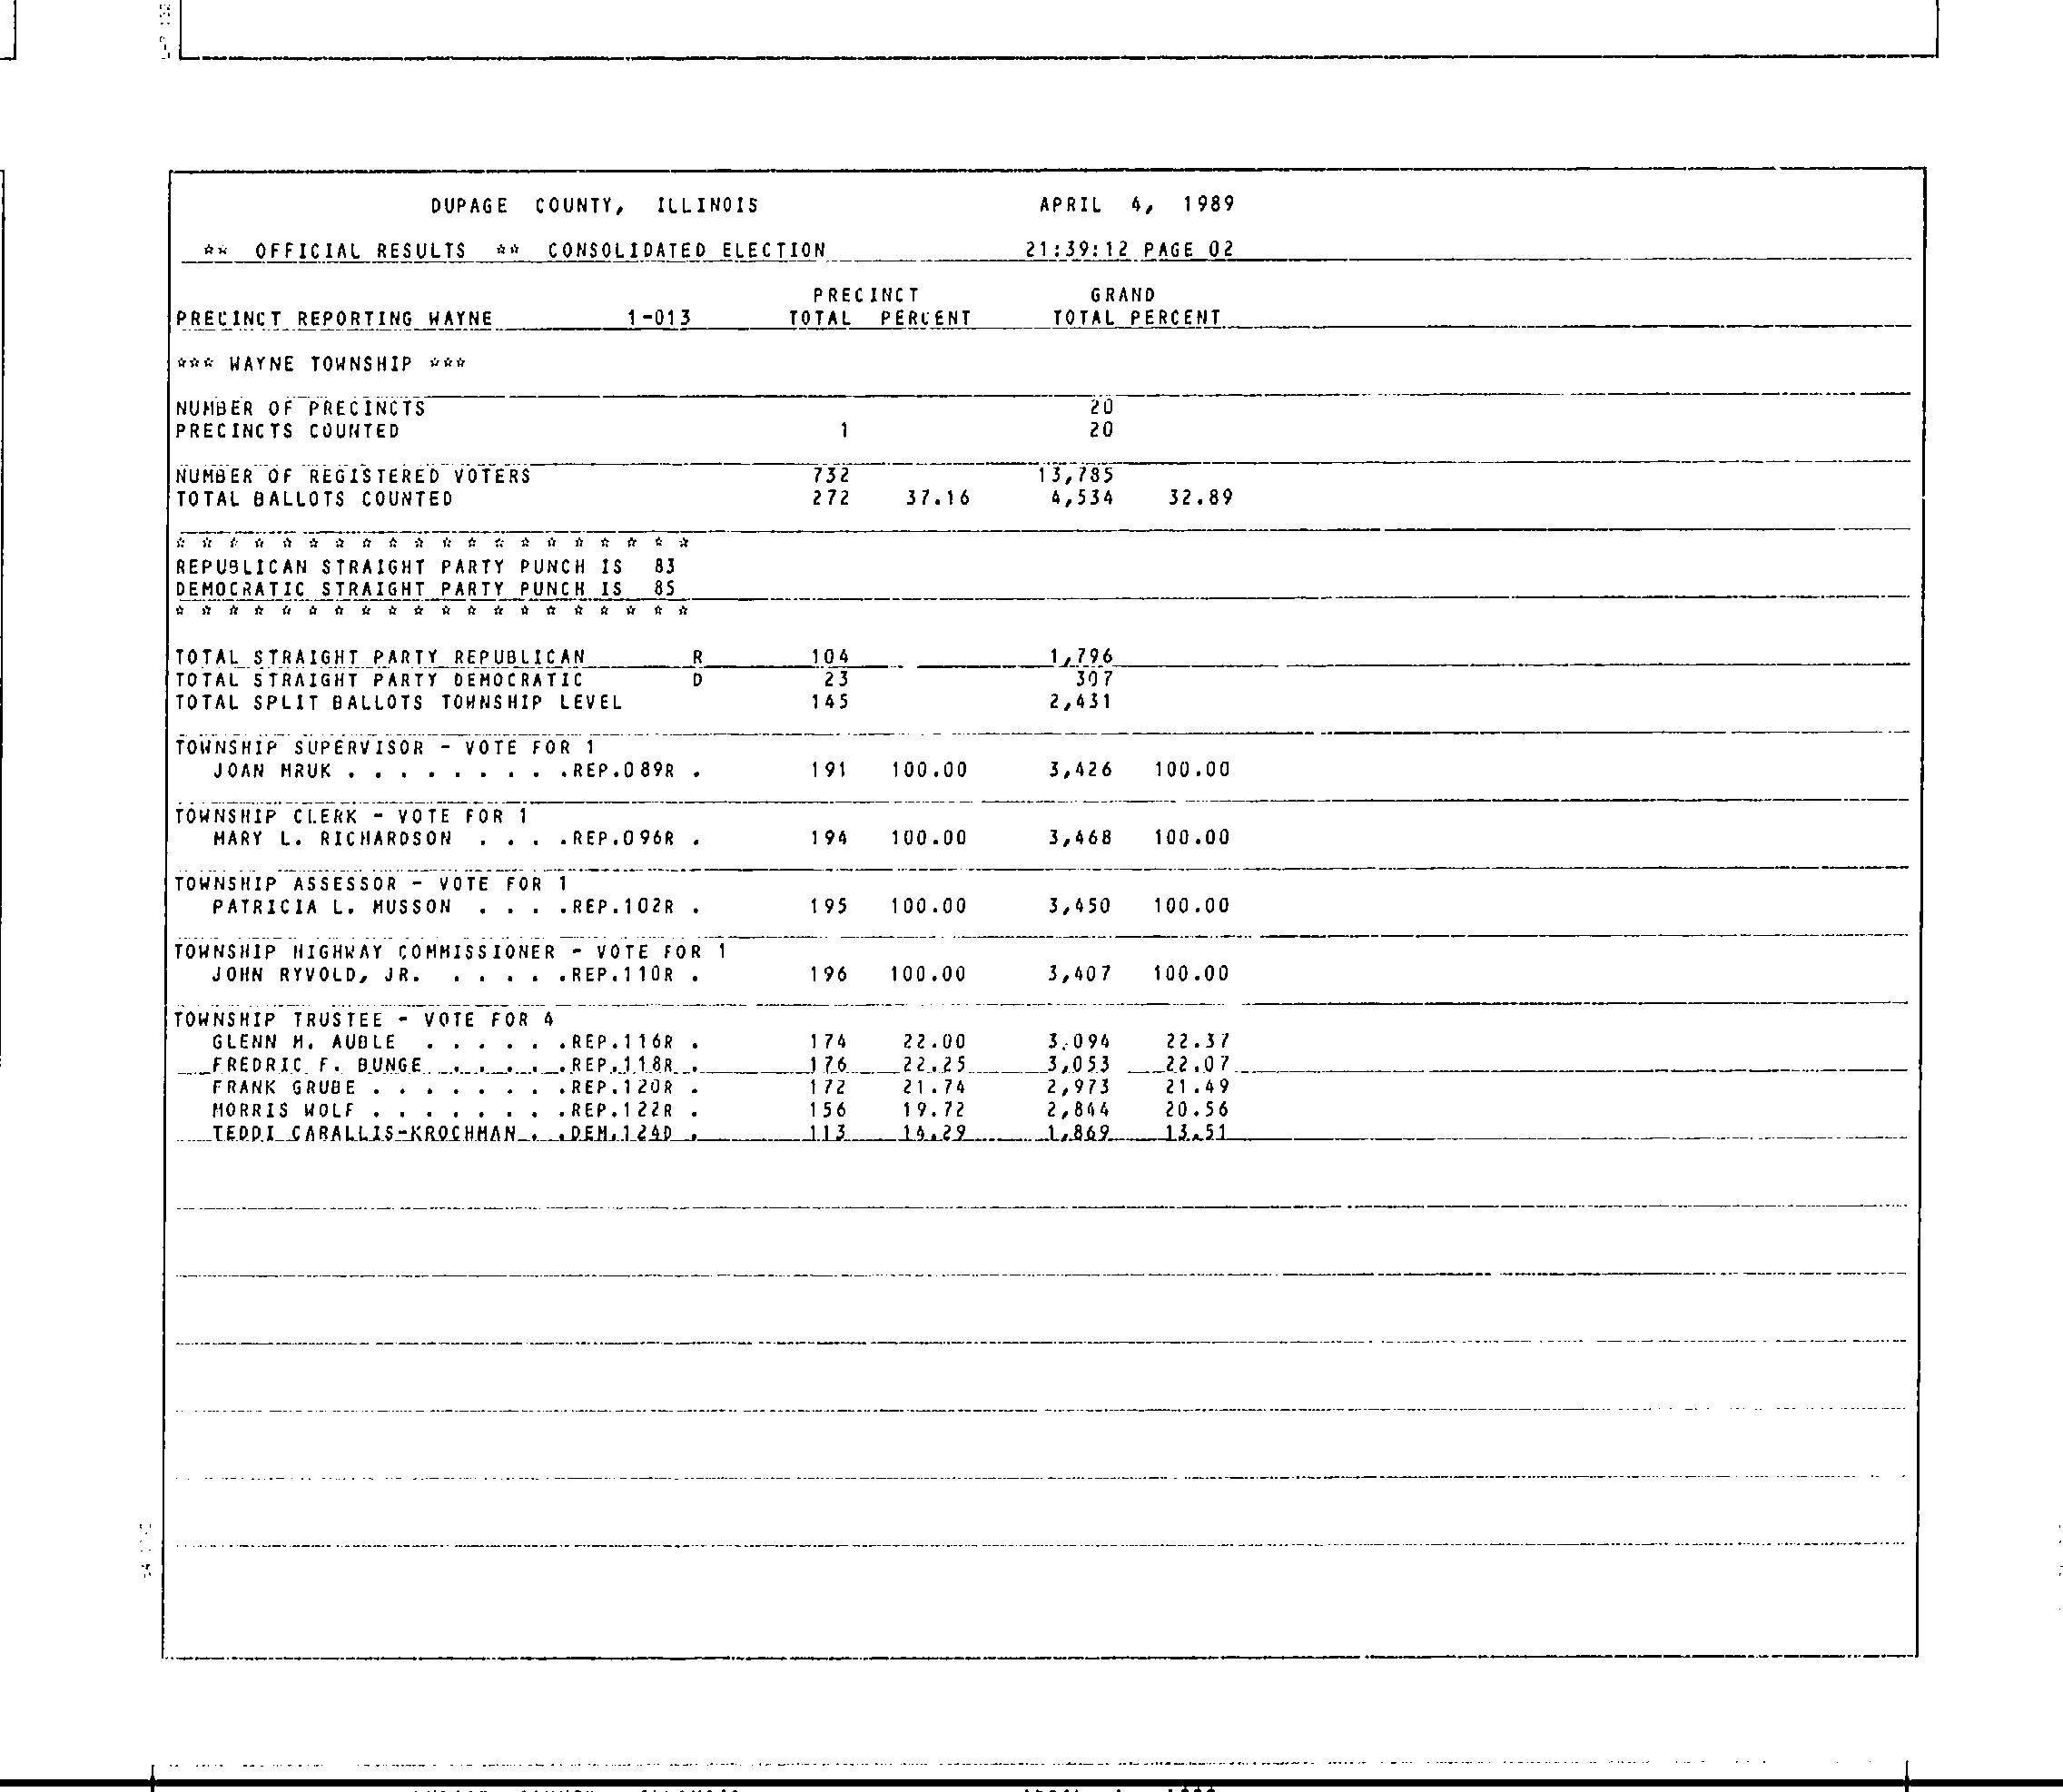 DUPAGE COUNTY, ILLINOIS APRIL 4, 1989
** OFFICIAL RESULTS ** CONSOLIDATED ELECTION 21:39:12 PAGE 02
PRECINCT GRAND
PRECINCT REPORTING WAYNE 1-013 TOTAL PERCENT TOTAL PERCENT
*** WAYNE TOWNSHIP ***
NUMBER OF PRECINCTS 20
PRECINCTS COUNTED 1 20
NUMBER OF REGISTERED VOTERS 732 13,785
TOTAL BALLOTS COUNTED 272 37.16 4,534 32.89
* * * * * * * * * * * * * * * * * * * *
REPUBLICAN STRAIGHT PARTY PUNCH IS 83
DEMOCRATIC STRAIGHT PARTY PUNCH IS 85
* * * * * * * * * * * * * * * * * * * *
TOTAL STRAIGHT PARTY REPUBLICAN R 104 1,796
TOTAL STRAIGHT PARTY DEMOCRATIC D 23 307
TOTAL SPLIT BALLOTS TOWNSHIP LEVEL 145 2,431
TOWNSHIP SUPERVISOR - VOTE FOR 1
JOAN MRUK . . . . . . . . .REP.089R . 191 100.00 3,426 100.00
TOWNSHIP CLERK - VOTE FOR 1
MARY L. RICHARDSON . . . .REP.096R . 194 100.00 3,468 100.00
TOWNSHIP ASSESSOR - VOTE FOR 1
PATRICIA L. MUSSON . . . .REP.102R . 195 100.00 3,450 100.00
TOWNSHIP HIGHWAY COMMISSIONER - VOTE FOR 1
JOHN RYVOLD, JR. . . . . .REP.110R . 196 100.00 3,407 100.00
TOWNSHIP TRUSTEE - VOTE FOR 4
GLENN M. AUBLE . . . . . .REP.116R . 174 22.00 3,094 22.37
FREDRIC F. BUNGE . . . . .REP.118R . 176 22.25 3,053 22.07
FRANK GRUBE . . . . . . . .REP.120R . 172 21.74 2,973 21.49
MORRIS WOLF . . . . . . . .REP.122R . 156 19.72 2,844 20.56
TEDDI CARALLIS-KROCHMAN . .DEM.124D . 113 14.29 1,869 13.51